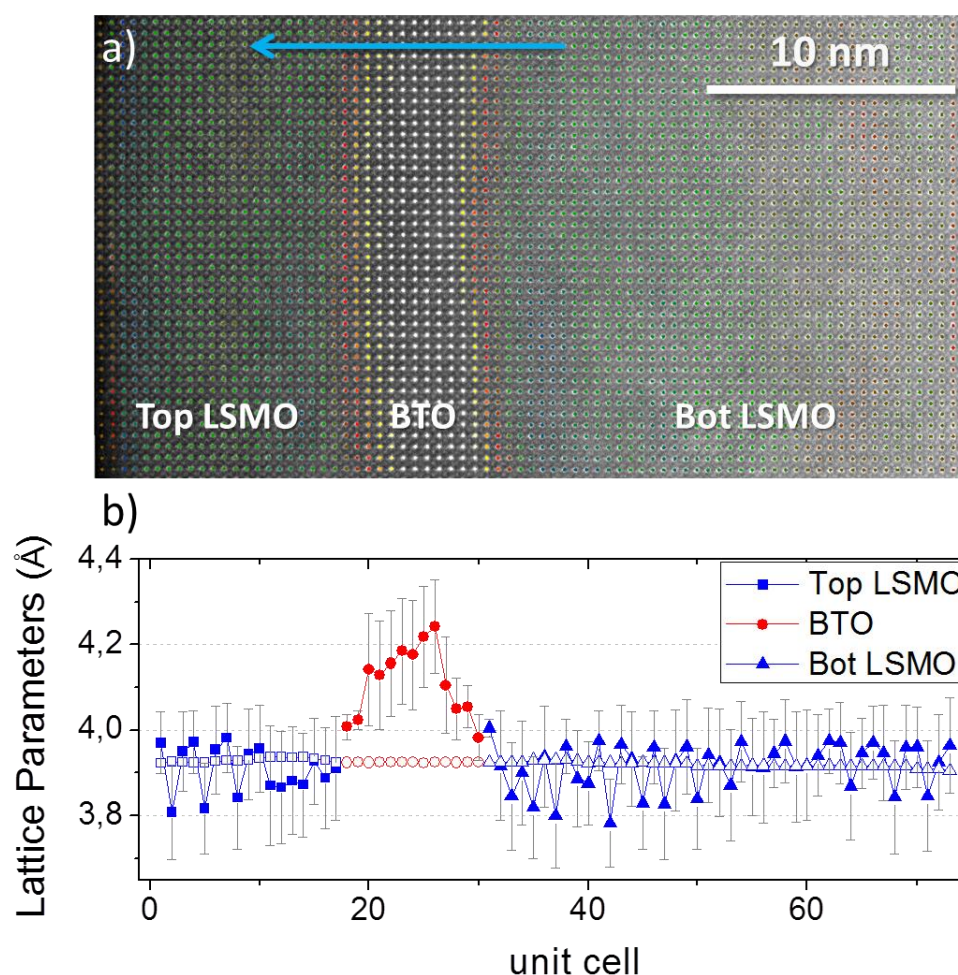 a)
10 nm
Top LSMO
BTO
Bot LSMO
b)
Lattice Parameters (Å)
4,4
4,2
4,0
3,8
Top LSMO
BTO
Bot LSMO
0
20
40
60
unit cell